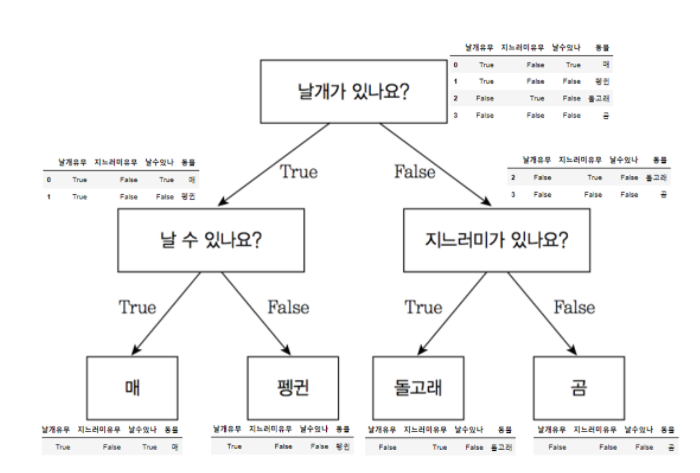 날개유무 지느러미유무 날수있나 동물
0 True False True 매
1 True False False 펭귄
2 False True False 돌고래
3 False False False 곰
날개가 있나요?
True False
날개유무 지느러미유무 날수있나 동물
0 True False True 매
1 True False False 펭귄
날개유무 지느러미유무 날수있나 동물
2 False True False 돌고래
3 False False False 곰
날 수 있나요?
지느러미가 있나요?
True False
True False
매
펭귄
돌고래
곰
날개유무 지느러미유무 날수있나 동물
True False True 매
날개유무 지느러미유무 날수있나 동물
True False False 펭귄
날개유무 지느러미유무 날수있나 동물
False True False 돌고래
날개유무 지느러미유무 날수있나 동물
False False False 곰